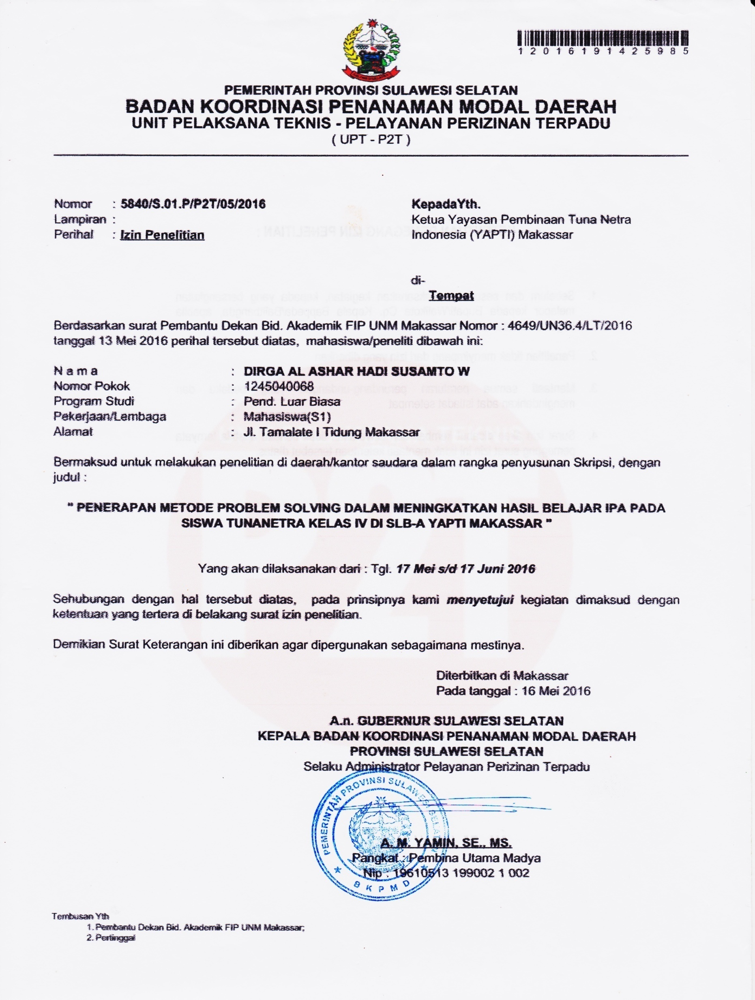 1 2 0 1 6 1 9 1 4 2 5 9 8 5
PEMERINTAH PROVINSI SULAWESI SELATAN
BADAN KOORDINASI PENANAMAN MODAL DAERAH
UNIT PELAKSANA TEKNIS - PELAYANAN PERIZINAN TERPADU
( UPT - P2T )
Nomor : 5840/S.01.P/P2T/05/2016
Lampiran :
Perihal : Izin Penelitian
KepadaYth.
Ketua Yayasan Pembinaan Tuna Netra
Indonesia (YAPTI) Makassar
di-
Tempat
Berdasarkan surat Pembantu Dekan Bid. Akademik FIP UNM Makassar Nomor : 4649/UN36.4/LT/2016
tanggal 13 Mei 2016 perihal tersebut diatas, mahasiswa/peneliti dibawah ini:
N a m a : DIRGA AL ASHAR HADI SUSAMTO W
Nomor Pokok : 1245040068
Program Studi : Pend. Luar Biasa
Pekerjaan/Lembaga : Mahasiswa(S1)
Alamat : Jl. Tamalate I Tidung Makassar
Bermaksud untuk melakukan penelitian di daerah/kantor saudara dalam rangka penyusunan Skripsi, dengan
judul :
" PENERAPAN METODE PROBLEM SOLVING DALAM MENINGKATKAN HASIL BELAJAR IPA PADA
SISWA TUNANETRA KELAS IV DI SLB-A YAPTI MAKASSAR "
Yang akan dilaksanakan dari : Tgl. 17 Mei s/d 17 Juni 2016
Sehubungan dengan hal tersebut diatas, pada prinsipnya kami menyetujui kegiatan dimaksud dengan
ketentuan yang tertera di belakang surat izin penelitian.
Demikian Surat Keterangan ini diberikan agar dipergunakan sebagaimana mestinya.
Diterbitkan di Makassar
Pada tanggal : 16 Mei 2016
A.n. GUBERNUR SULAWESI SELATAN
KEPALA BADAN KOORDINASI PENANAMAN MODAL DAERAH
PROVINSI SULAWESI SELATAN
Selaku Administrator Pelayanan Perizinan Terpadu
PEMERINTAH PROVINSI SULAWESI SELATAN
B K P M D
A. M. YAMIN, SE., MS.
Pangkat : Pembina Utama Madya
Nip : 19610513 199002 1 002
Tembusan Yth
1. Pembantu Dekan Bid. Akademik FIP UNM Makassar;
2. Pertinggal